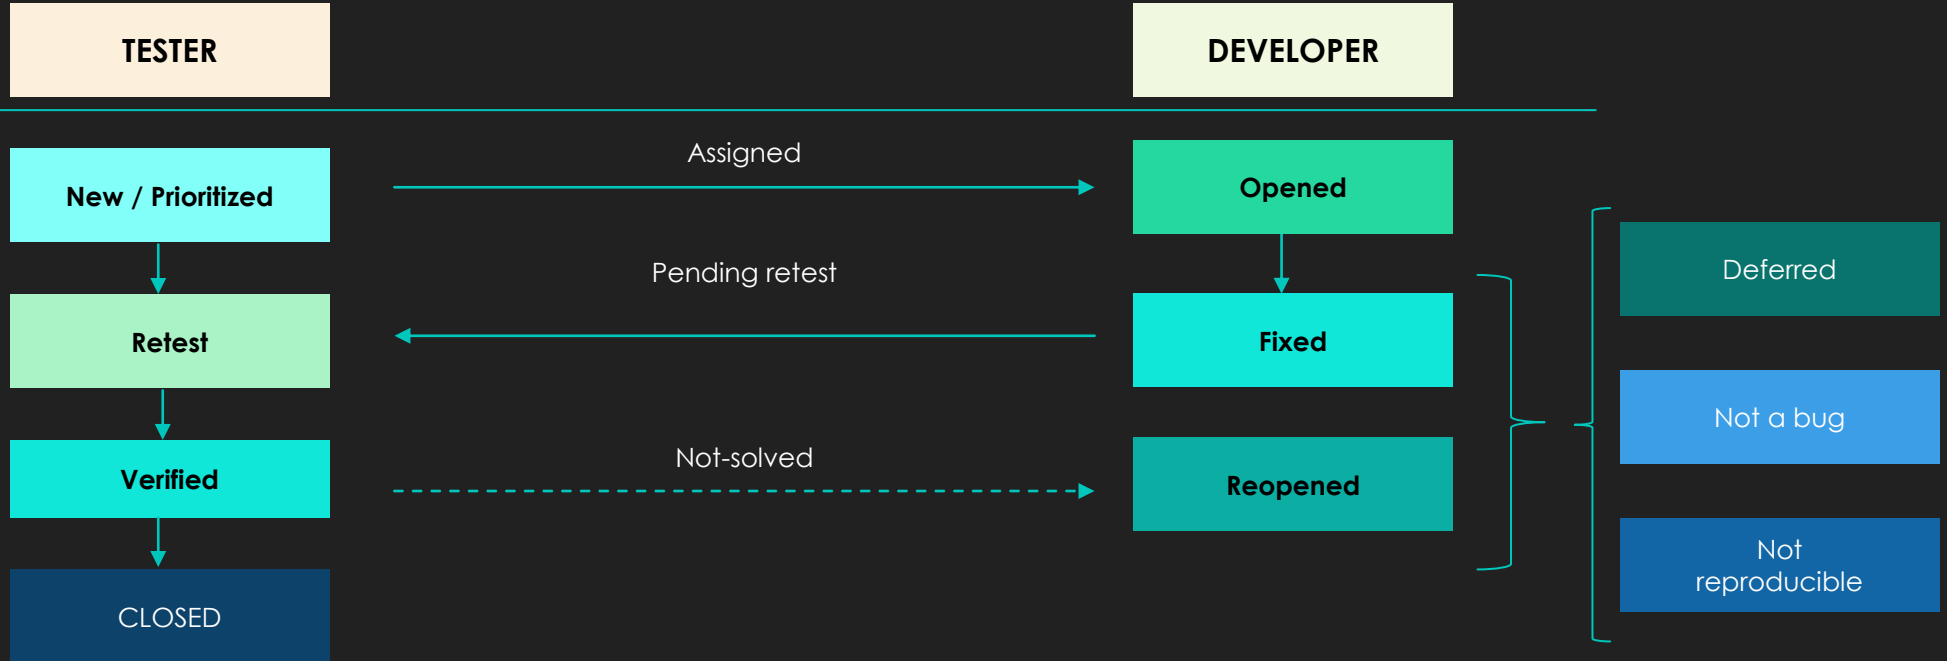 TESTER
DEVELOPER
Assigned
New / Prioritized
Opened
Pending retest
Deferred
Retest
Fixed
Not a bug
Not-solved
Verified
Reopened
Not
reproducible
CLOSED